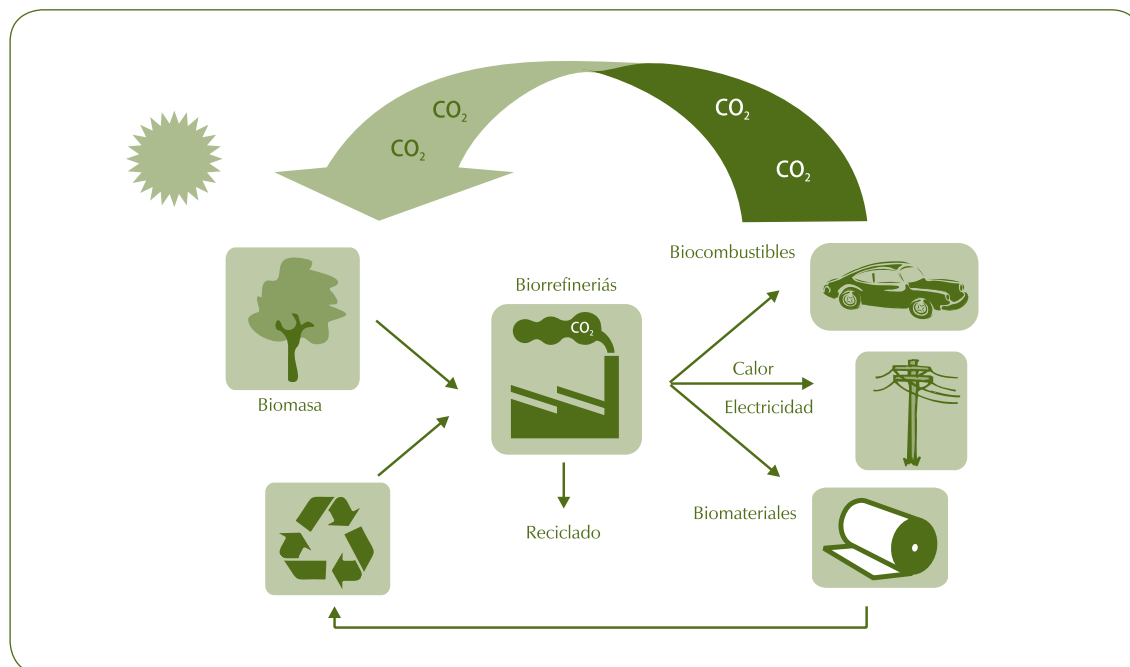 CO₂
CO₂
CO₂
CO₂
Biocombustibles
Biorrefineriás
CO₂
Calor
Biomasa
Electricidad
Biomateriales
Reciclado